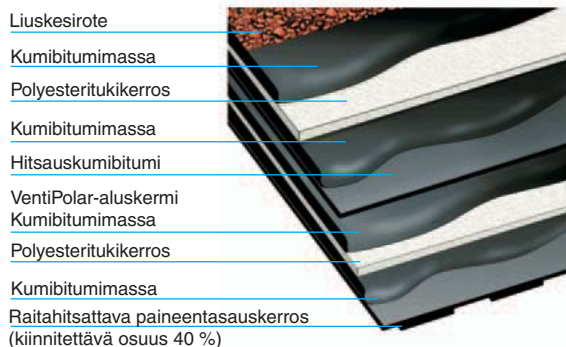 Liuskesirote
Kumibitumimassa
Polyesteritukikerros
Kumibitumimassa
Hitsauskumibitumi
VentiPolar-aluskermi
Kumibitumimassa
Polyesteritukikerros
Kumibitumimassa
Raitahitsattava paineentasauskerros
(kiinnitettävä osuus 40 %)